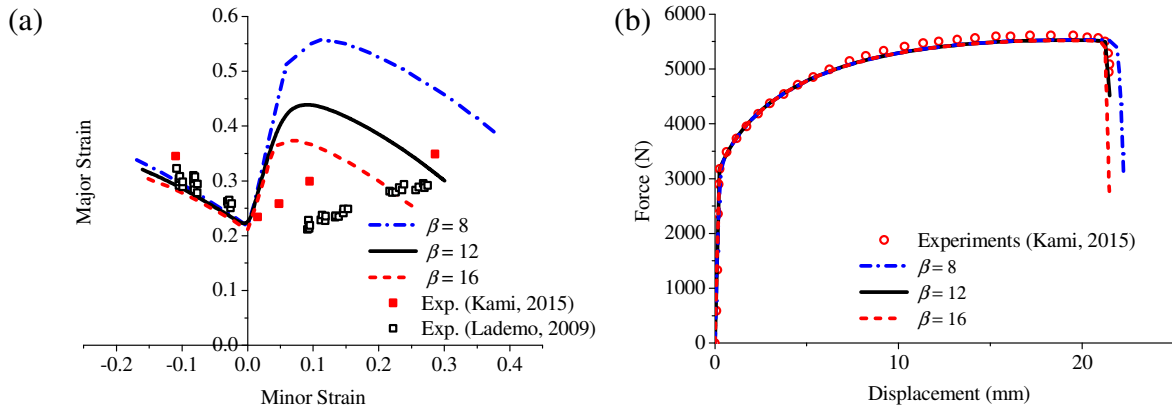 (a)
0.6
0.5
0.4
0.3
0.2
0.1
0.0
-0.2
-0.1
0.0
0.1
0.2
0.3
0.4
Major Strain
Minor Strain
β = 8
β = 12
β = 16
Exp. (Kami, 2015)
Exp. (Lademo, 2009)
(b)
6000
5000
4000
3000
2000
1000
0
0
10
20
Force (N)
Displacement (mm)
Experiments (Kami, 2015)
β = 8
β = 12
β = 16